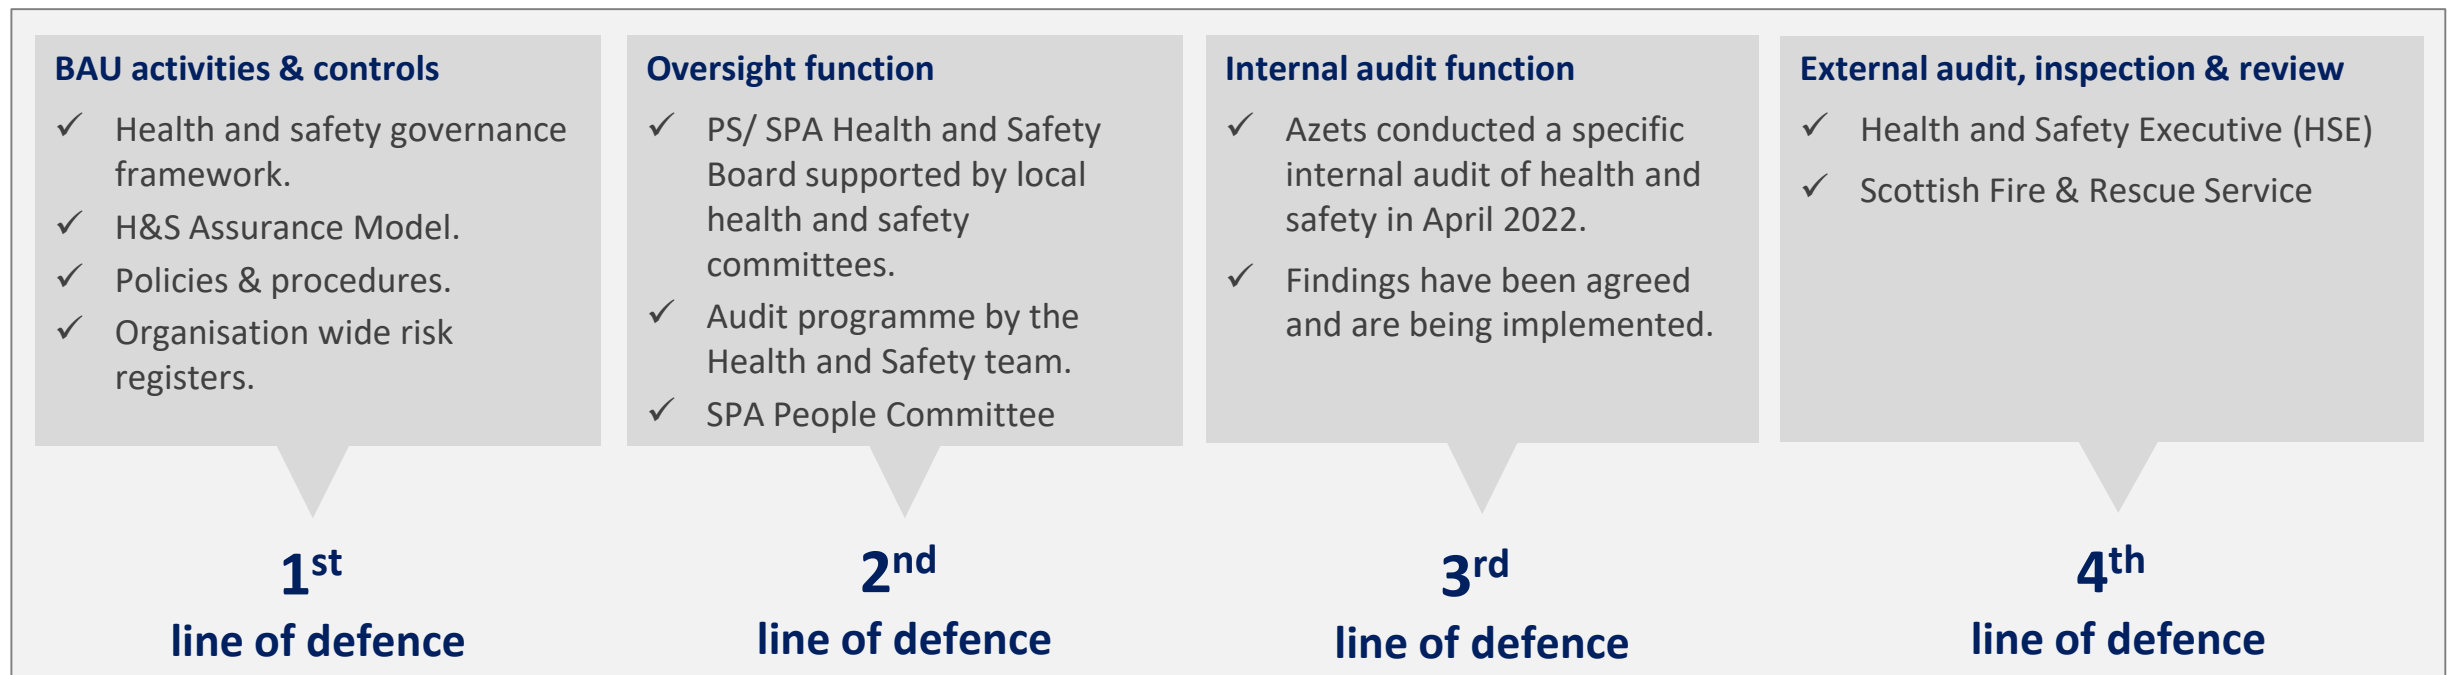 BAU activities & controls
✓ Health and safety governance
framework.
✓ H&S Assurance Model.
✓ Policies & procedures.
✓ Organisation wide risk
registers.
1st
line of defence
Oversight function
✓ PS/ SPA Health and Safety
Board supported by local
health and safety
committees.
✓ Audit programme by the
Health and Safety team.
✓ SPA People Committee
2nd
line of defence
Internal audit function
✓ Azets conducted a specific
internal audit of health and
safety in April 2022.
✓ Findings have been agreed
and are being implemented.
3rd
line of defence
External audit, inspection & review
✓ Health and Safety Executive (HSE)
✓ Scottish Fire & Rescue Service
4th
line of defence